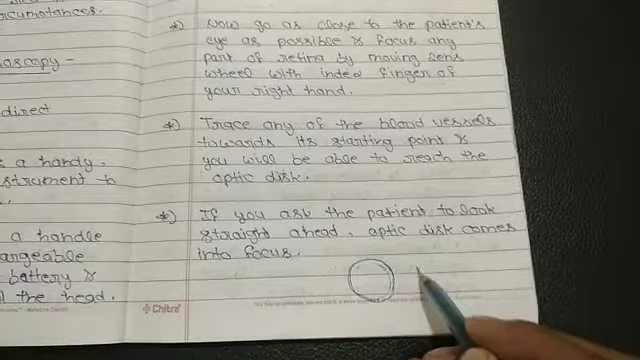 rcumstances.
oscopy -
direct
s a handy.
strument to
a handle
angeable
battery &
the head.
*) Now go as close to the patient's
eye as possible & focus any
part of retina by moving lens
wheel with index finger of
your right hand.
*) Trace any of the blood vessels
towards its starting point &
you will be able to reach the
optic disk.
*) If you ask the patient to look
straight ahead. optic disk comes
into focus.
Chitra